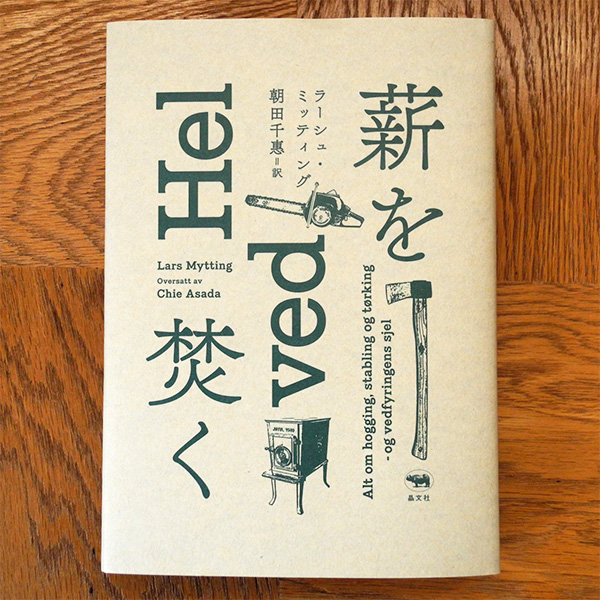 薪を
焚く
ラーシュ・
ミッティング
朝田千惠=訳
Hel
ved
Lars Mytting
Oversatt av
Chie Asada
Alt om hogging, stabling og tørking
- og vedfyringens sjel
晶文社